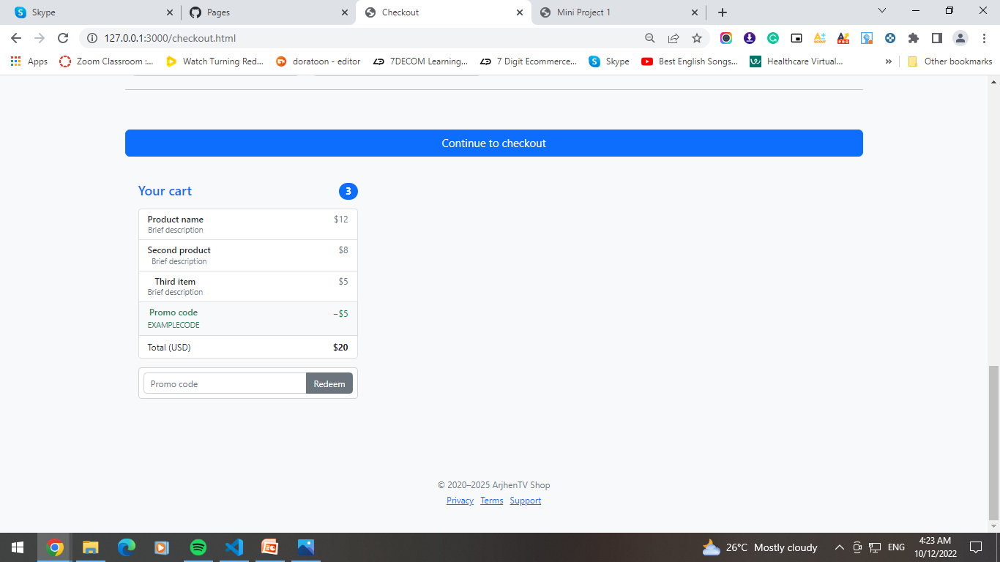 Skype
Pages
Checkout
Mini Project 1
127.0.0.1:3000/checkout.html
Apps
Zoom Classroom :...
Watch Turning Red...
doratoon - editor
7DECOM Learning...
7 Digit Ecommerce...
Skype
Best English Songs...
Healthcare Virtual...
»
Other bookmarks
Continue to checkout
Your cart 3
Product name $12
Brief description
Second product $8
Brief description
Third item $5
Brief description
Promo code −$5
EXAMPLECODE
Total (USD) $20
Promo code Redeem
© 2020–2025 ArjhenTV Shop
Privacy Terms Support
26°C Mostly cloudy
ENG
4:23 AM
10/12/2022